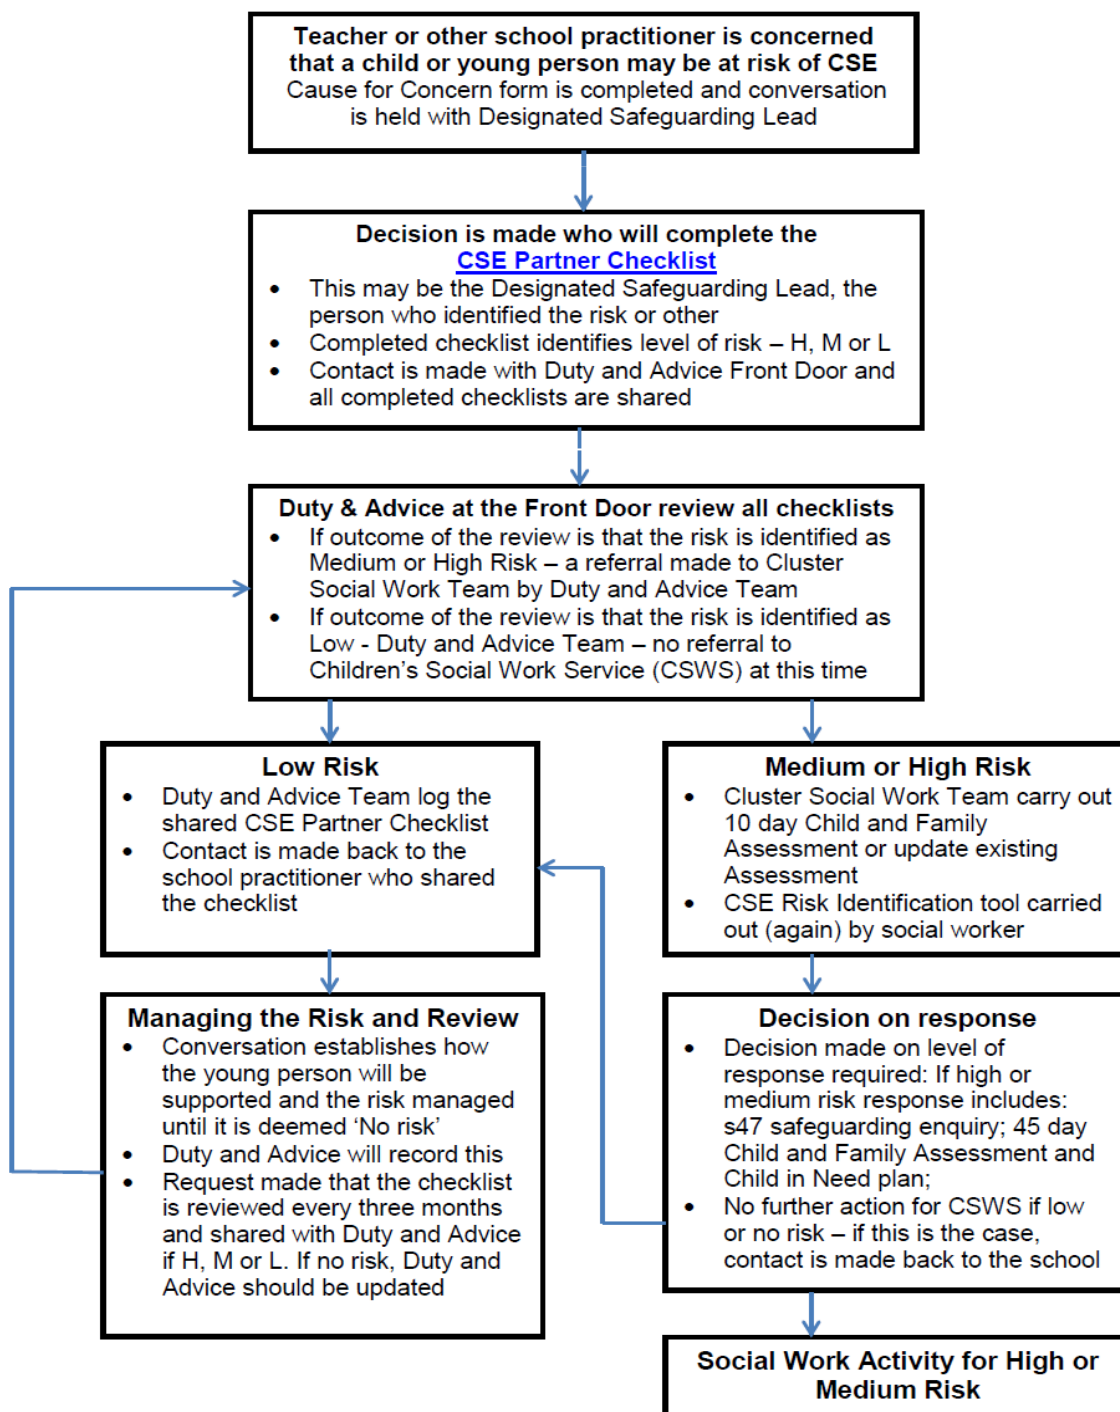 Teacher or other school practitioner is concerned
that a child or young person may be at risk of CSE
Cause for Concern form is completed and conversation
is held with Designated Safeguarding Lead
Decision is made who will complete the
CSE Partner Checklist
• This may be the Designated Safeguarding Lead, the
person who identified the risk or other
• Completed checklist identifies level of risk – H, M or L
• Contact is made with Duty and Advice Front Door and
all completed checklists are shared
Duty & Advice at the Front Door review all checklists
• If outcome of the review is that the risk is identified as
Medium or High Risk – a referral made to Cluster
Social Work Team by Duty and Advice Team
• If outcome of the review is that the risk is identified as
Low - Duty and Advice Team – no referral to
Children's Social Work Service (CSWS) at this time
Low Risk
• Duty and Advice Team log the
shared CSE Partner Checklist
• Contact is made back to the
school practitioner who shared
the checklist
Medium or High Risk
• Cluster Social Work Team carry out
10 day Child and Family
Assessment or update existing
Assessment
• CSE Risk Identification tool carried
out (again) by social worker
Managing the Risk and Review
• Conversation establishes how
the young person will be
supported and the risk managed
until it is deemed 'No risk'
• Duty and Advice will record this
• Request made that the checklist
is reviewed every three months
and shared with Duty and Advice
if H, M or L. If no risk, Duty and
Advice should be updated
Decision on response
• Decision made on level of
response required: If high or
medium risk response includes:
s47 safeguarding enquiry; 45 day
Child and Family Assessment and
Child in Need plan;
• No further action for CSWS if low
or no risk – if this is the case,
contact is made back to the school
Social Work Activity for High or
Medium Risk